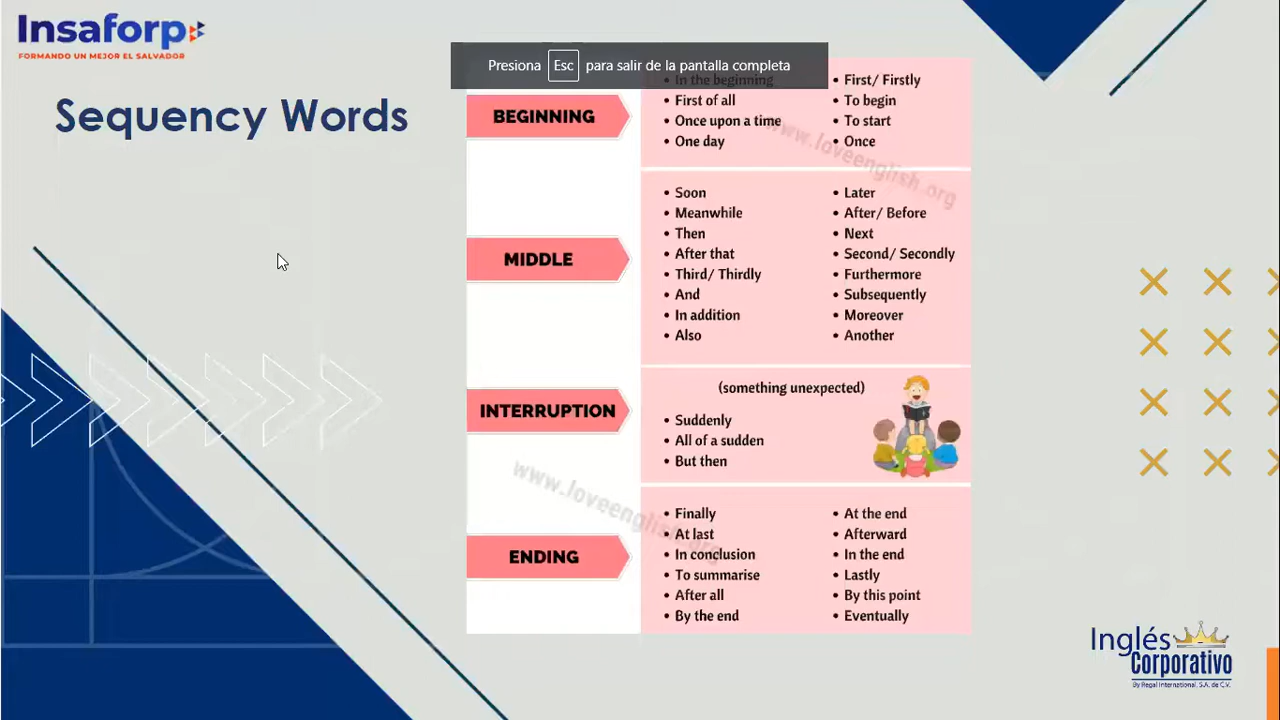 Insaforp
FORMANDO UN MEJOR EL SALVADOR
Presiona Esc para salir de la pantalla completa
Sequency Words
BEGINNING
In the beginning
First of all
Once upon a time
One day
First/ Firstly
To begin
To start
Once
www.loveenglish.org
MIDDLE
Soon
Meanwhile
Then
After that
Third/ Thirdly
And
In addition
Also
Later
After/ Before
Next
Second/ Secondly
Furthermore
Subsequently
Moreover
Another
INTERRUPTION
(something unexpected)
Suddenly
All of a sudden
But then
www.loveenglish.org
ENDING
Finally
At last
In conclusion
To summarise
After all
By the end
At the end
Afterward
In the end
Lastly
By this point
Eventually
Inglés
Corporativo
By Regal International, S.A. de C.V.